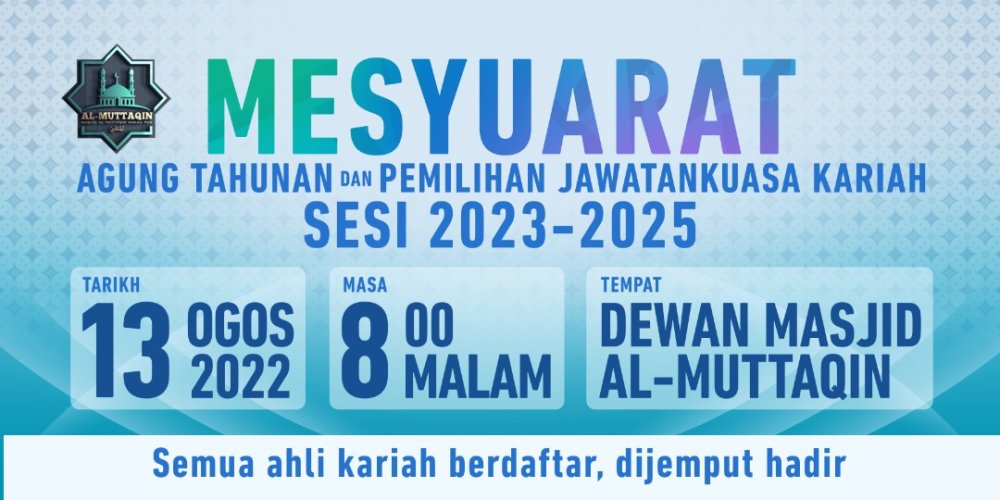 AL-MUTTAQIN
MESYUARAT
AGUNG TAHUNAN DAN PEMILIHAN JAWATANKUASA KARIAH
SESI 2023-2025
TARIKH
13 OGOS 2022
MASA
8 00 MALAM
TEMPAT
DEWAN MASJID
AL-MUTTAQIN
Semua ahli kariah berdaftar, dijemput hadir